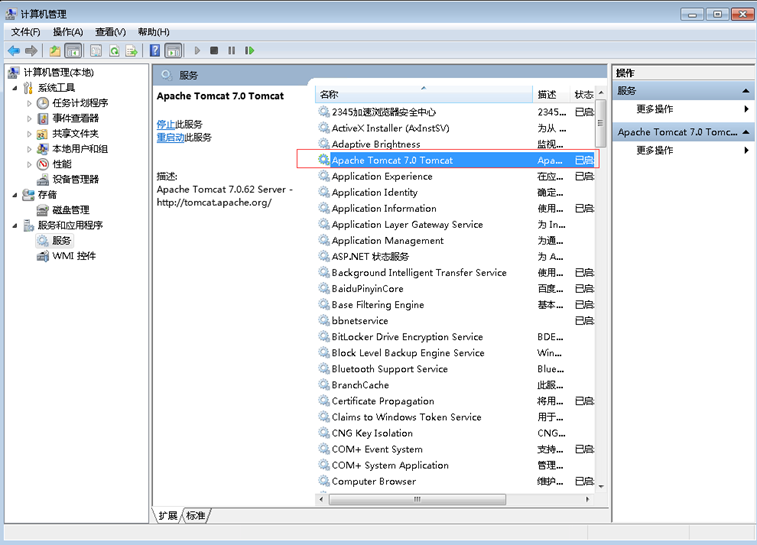 计算机管理
文件(F) 操作(A) 查看(V) 帮助(H)
计算机管理(本地)
系统工具
任务计划程序
事件查看器
共享文件夹
本地用户和组
性能
设备管理器
存储
磁盘管理
服务和应用程序
服务
WMI 控件
服务
Apache Tomcat 7.0 Tomcat
停止此服务
重启动此服务
描述:
Apache Tomcat 7.0.62 Server -
http://tomcat.apache.org/
名称 描述 状态
2345加速浏览器安全中心 2345... 已启
ActiveX Installer (AxInstSV) 为从 ...
Adaptive Brightness 监视...
Apache Tomcat 7.0 Tomcat Apa... 已启
Application Experience 在应... 已启
Application Identity 确定...
Application Information 使用... 已启
Application Layer Gateway Service 为 In...
Application Management 为通...
ASP.NET 状态服务 为 A...
Background Intelligent Transfer Service 使用... 已启
BaiduPinyinCore 百度... 已启
Base Filtering Engine 基本... 已启
bbnetservice 已启
BitLocker Drive Encryption Service BDE...
Block Level Backup Engine Service Win...
Bluetooth Support Service Blue...
BranchCache 此服...
Certificate Propagation 将用... 已启
Claims to Windows Token Service 用于...
CNG Key Isolation CNG...
COM+ Event System 支持... 已启
COM+ System Application 管理...
Computer Browser 维护... 已启
扩展 标准
操作
服务
更多操作
Apache Tomcat 7.0 Tomc...
更多操作